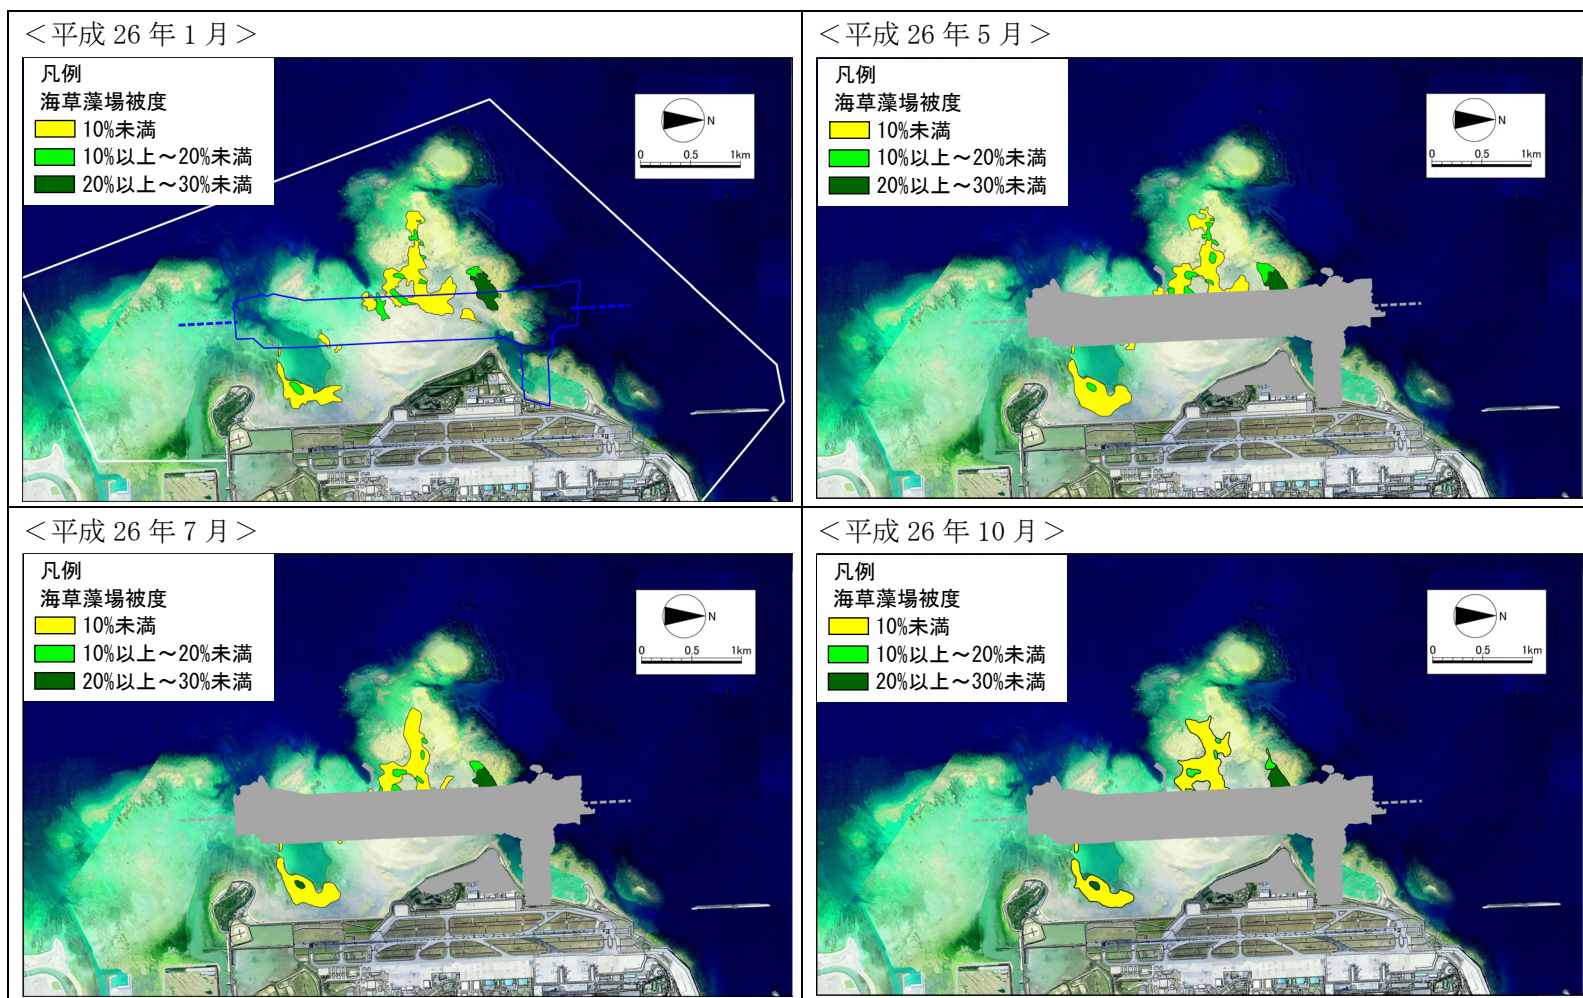 ＜平成 26 年 1 月＞
凡例
海草藻場被度
10%未満
10%以上～20%未満
20%以上～30%未満
N
0 0.5 1km
＜平成 26 年 5 月＞
凡例
海草藻場被度
10%未満
10%以上～20%未満
20%以上～30%未満
N
0 0.5 1km
＜平成 26 年 7 月＞
凡例
海草藻場被度
10%未満
10%以上～20%未満
20%以上～30%未満
N
0 0.5 1km
＜平成 26 年 10 月＞
凡例
海草藻場被度
10%未満
10%以上～20%未満
20%以上～30%未満
N
0 0.5 1km